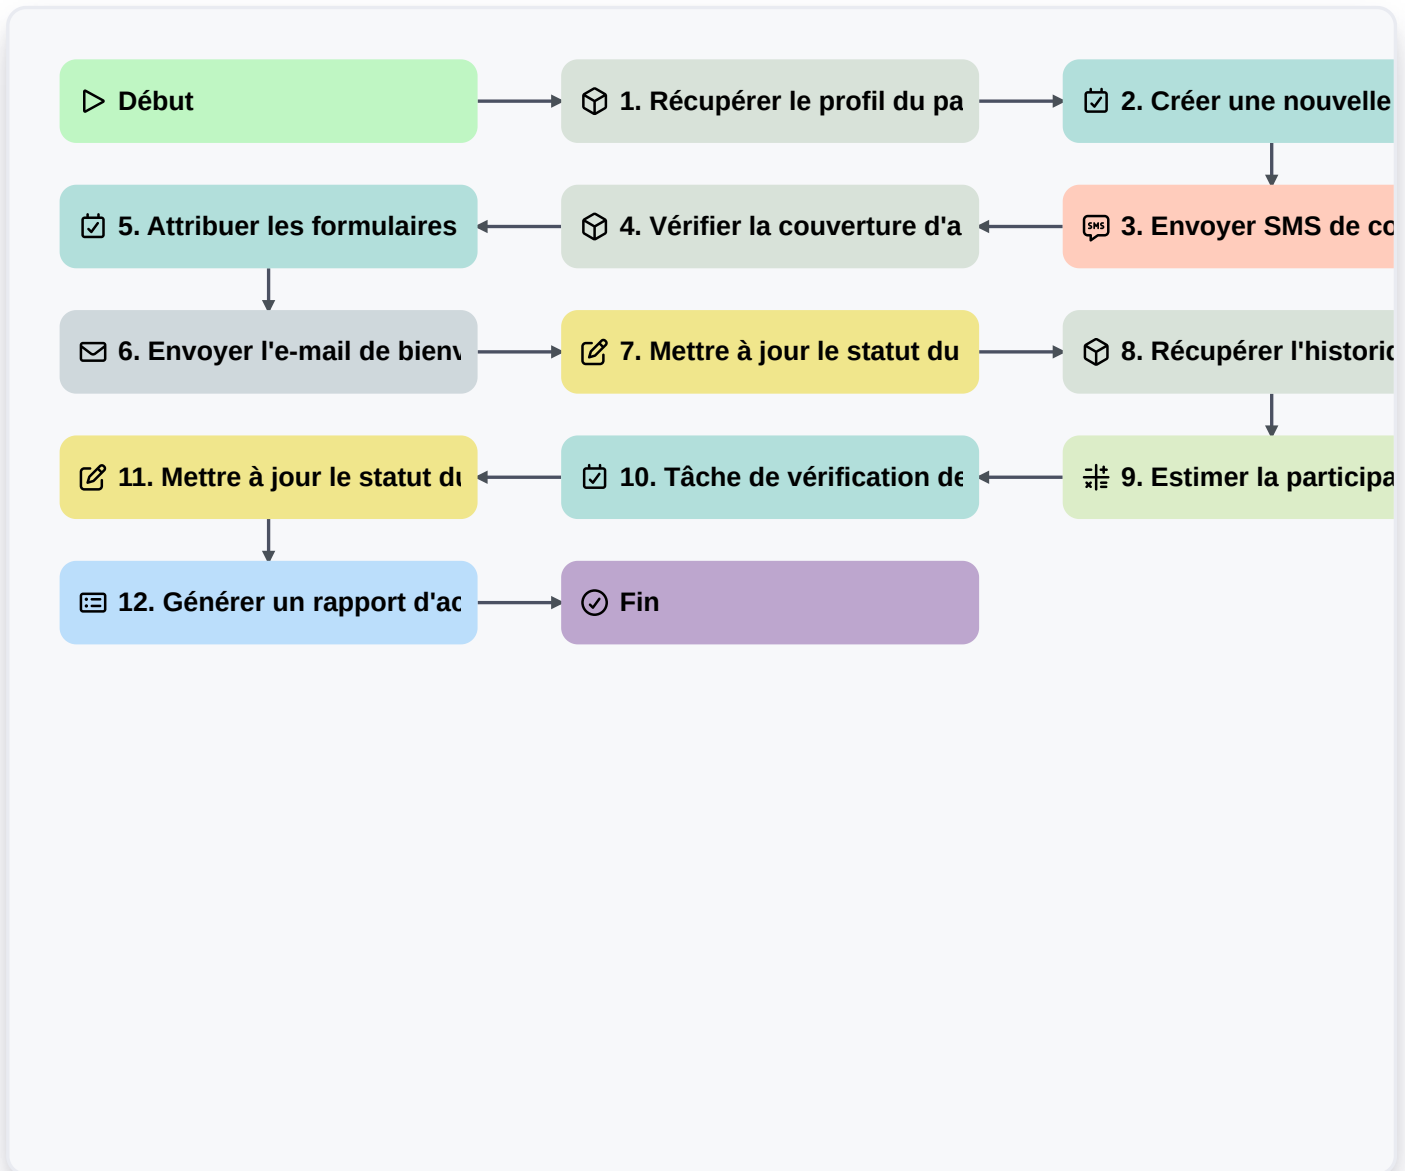 Début
1. Récupérer le profil du pa
2. Créer une nouvelle
5. Attribuer les formulaires
4. Vérifier la couverture d'a
3. Envoyer SMS de co
6. Envoyer l'e-mail de bienv
7. Mettre à jour le statut du
8. Récupérer l'historiq
11. Mettre à jour le statut du
10. Tâche de vérification de
9. Estimer la participa
12. Générer un rapport d'ac
Fin